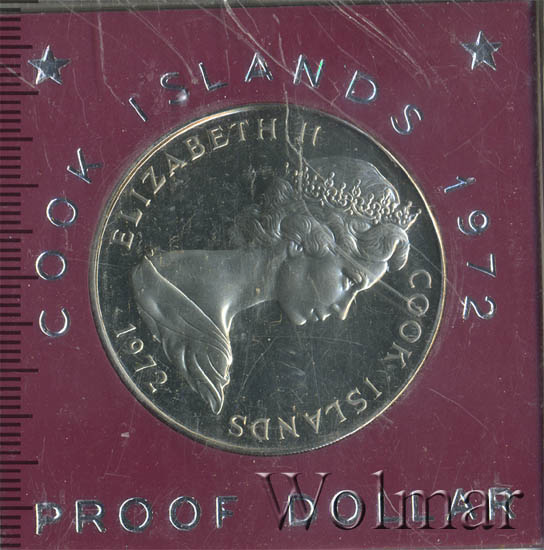 COOK ISLANDS 1972
ELIZABETH II
COOK ISLANDS
1972
PROOF DOLLAR
Wolmar